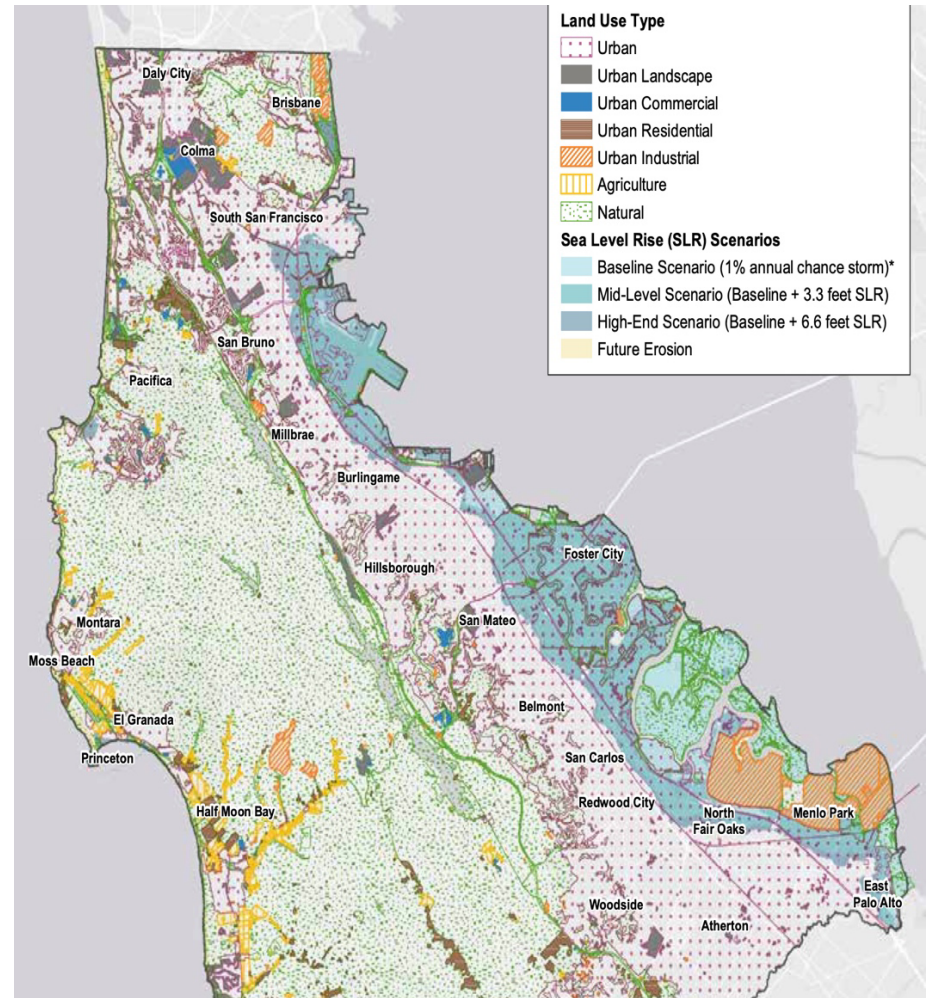 Land Use Type
Urban
Urban Landscape
Urban Commercial
Urban Residential
Urban Industrial
Agriculture
Natural
Sea Level Rise (SLR) Scenarios
Baseline Scenario (1% annual chance storm)*
Mid-Level Scenario (Baseline + 3.3 feet SLR)
High-End Scenario (Baseline + 6.6 feet SLR)
Future Erosion
Daly City
Brisbane
Colma
South San Francisco
San Bruno
Pacifica
Millbrae
Burlingame
Foster City
Hillsborough
San Mateo
Montara
Moss Beach
Belmont
El Granada
Princeton
San Carlos
Redwood City
Half Moon Bay
North
Fair Oaks
Menlo Park
East
Palo Alto
Woodside
Atherton